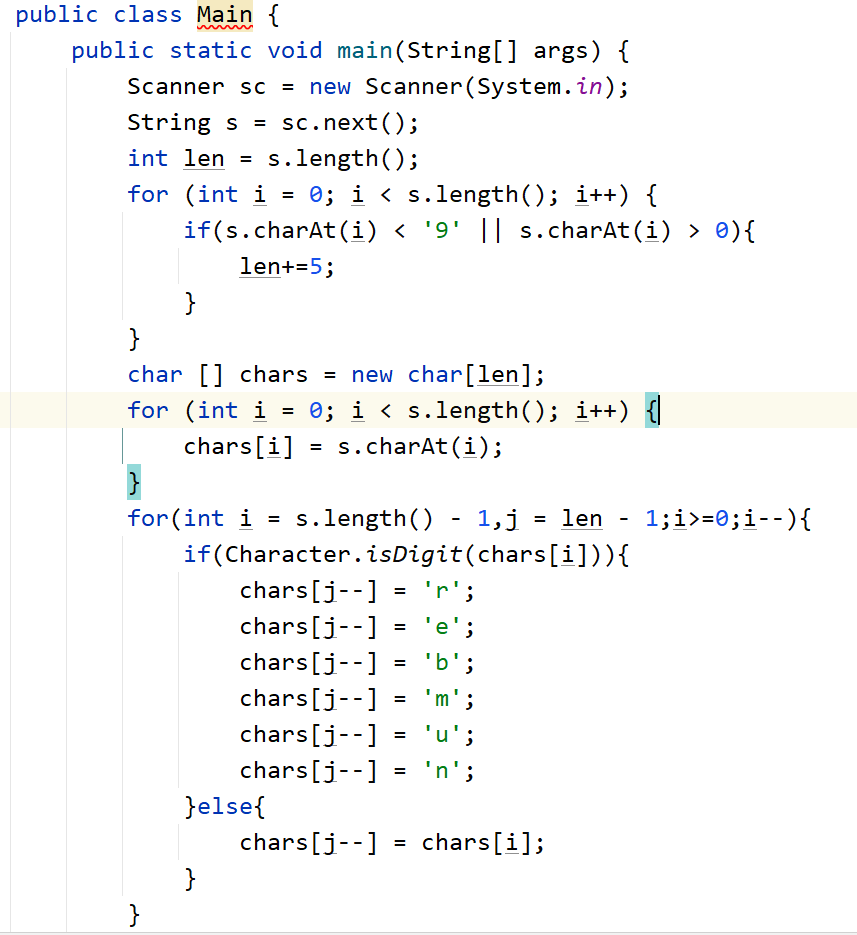 public class Main {
    public static void main(String[] args) {
        Scanner sc = new Scanner(System.in);
        String s = sc.next();
        int len = s.length();
        for (int i = 0; i < s.length(); i++) {
            if(s.charAt(i) < '9' || s.charAt(i) > 0){
                len+=5;
            }
        }
        char [] chars = new char[len];
        for (int i = 0; i < s.length(); i++) {
            chars[i] = s.charAt(i);
        }
        for(int i = s.length() - 1,j = len - 1;i>=0;i--){
            if(Character.isDigit(chars[i])){
                chars[j--] = 'r';
                chars[j--] = 'e';
                chars[j--] = 'b';
                chars[j--] = 'm';
                chars[j--] = 'u';
                chars[j--] = 'n';
            }else{
                chars[j--] = chars[i];
            }
        }